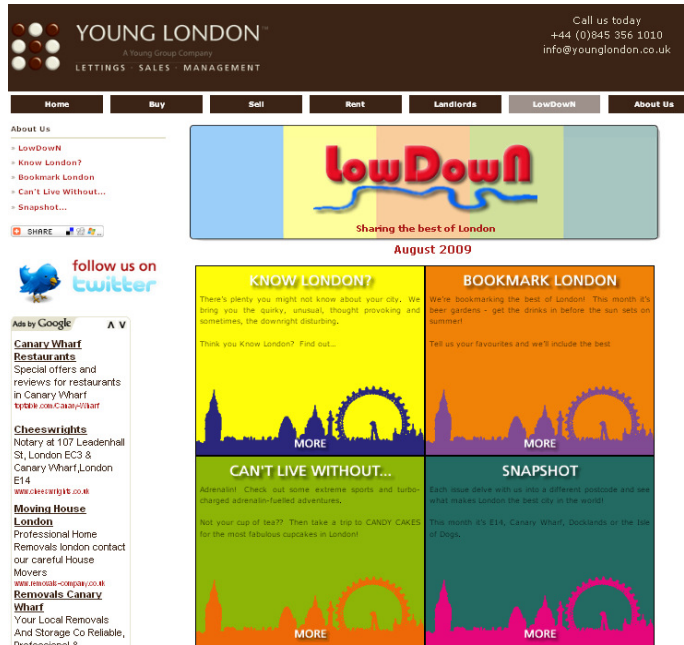 YOUNG LONDON™
A Young Group Company
LETTINGS · SALES · MANAGEMENT
Call us today
+44 (0)845 356 1010
info@younglondon.co.uk
Home
Buy
Sell
Rent
Landlords
LowDowN
About Us
About Us
» LowDowN
» Know London?
» Bookmark London
» Can't Live Without...
» Snapshot...
SHARE
follow us on
twitter
Ads by Google
Canary Wharf
Restaurants
Special offers and
reviews for restaurants
in Canary Wharf
toptable.com/Canary-Wharf
Cheeswrights
Notary at 107 Leadenhall
St, London EC3 &
Canary Wharf,London
E14
www.cheeswrights.co.uk
Moving House
London
Professional Home
Removals london contact
our careful House
Movers
www.removals-company.co.uk
Removals Canary
Wharf
Your Local Removals
And Storage Co Reliable,
Professional &
LowDowN
Sharing the best of London
August 2009
KNOW LONDON?
There's plenty you might not know about your city. We
bring you the quirky, unusual, thought provoking and
sometimes, the downright disturbing.
Think you Know London? Find out...
MORE
BOOKMARK LONDON
We're bookmarking the best of London! This month it's
beer gardens - get the drinks in before the sun sets on
summer!
Tell us your favourites and we'll include the best
MORE
CAN'T LIVE WITHOUT...
Adrenalin! Check out some extreme sports and turbo-
charged adrenalin-fuelled adventures.
Not your cup of tea?? Then take a trip to CANDY CAKES
for the most fabulous cupcakes in London!
MORE
SNAPSHOT
Each issue delve with us into a different postcode and see
what makes London the best city in the world!
This month it's E14, Canary Wharf, Docklands or the Isle
of Dogs.
MORE